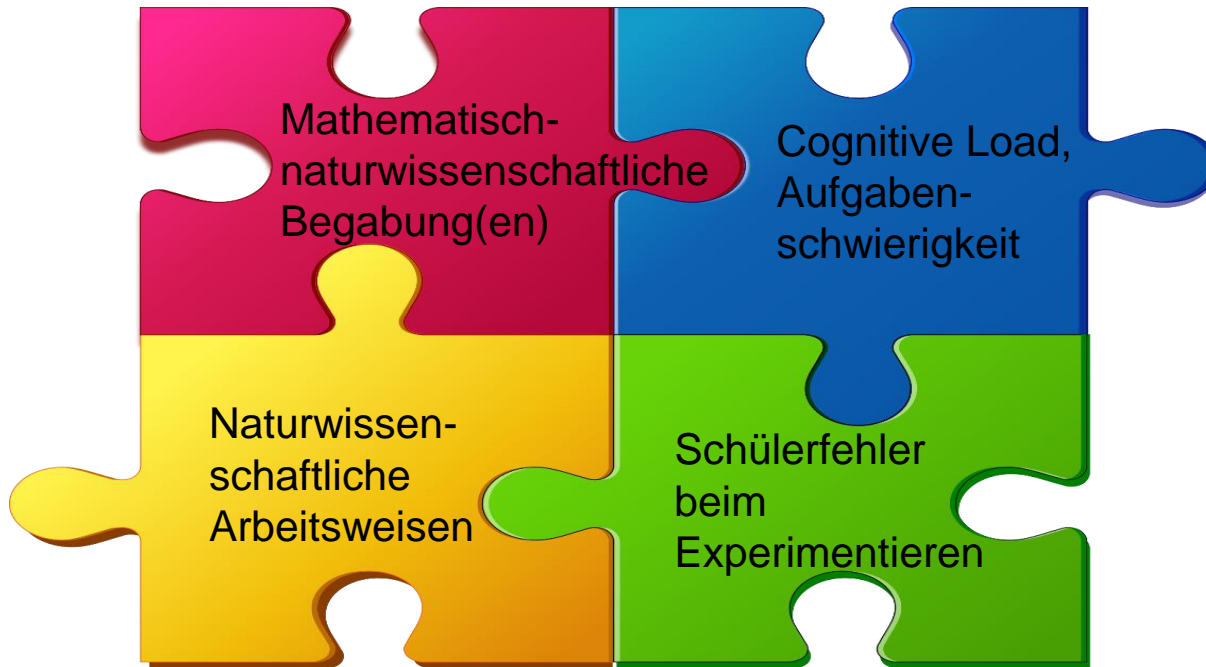 Mathematisch-
naturwissenschaftliche
Begabung(en)
Cognitive Load,
Aufgaben-
schwierigkeit
Naturwissen-
schaftliche
Arbeitsweisen
Schülerfehler
beim
Experimentieren